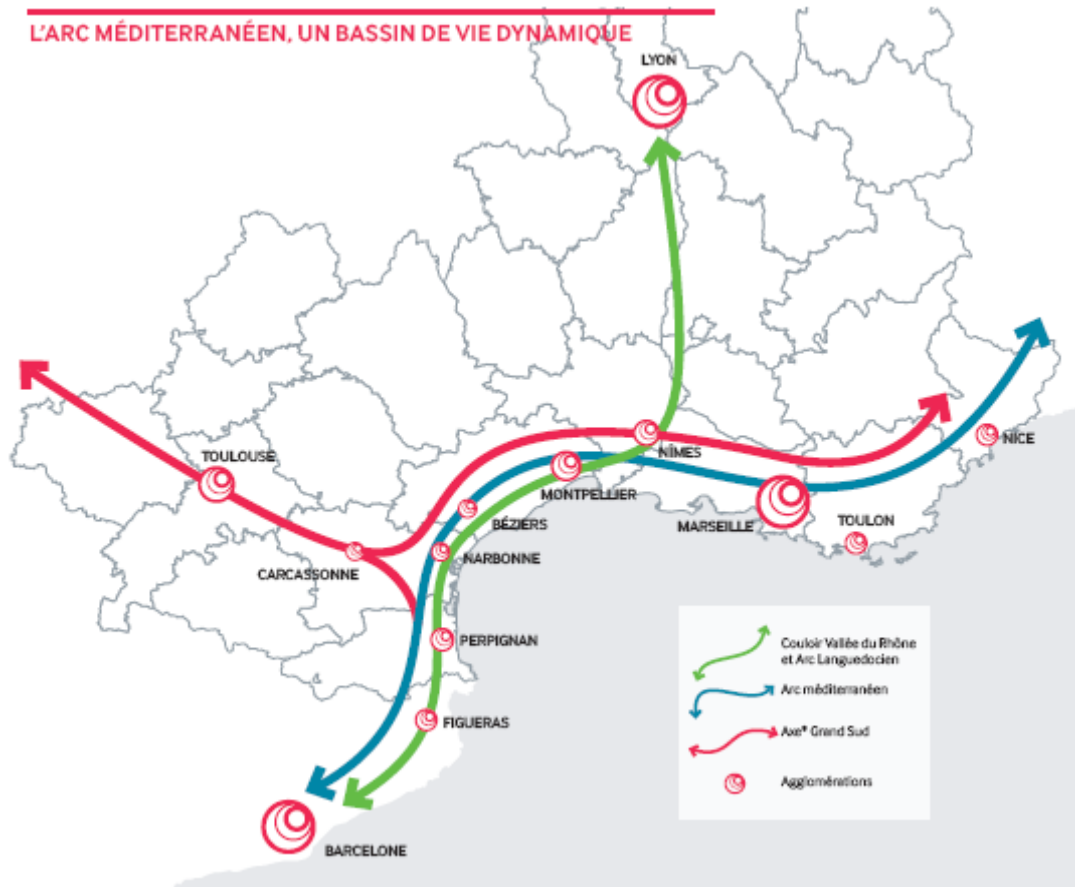 L'ARC MÉDITERRANÉEN, UN BASSIN DE VIE DYNAMIQUE
LYON
NICE
NÎMES
TOULOUSE
MONTPELLIER
BÉZIERS
MARSEILLE
TOULON
NARBONNE
CARCASSONNE
PERPIGNAN
FIGUERAS
BARCELONE
Couloir Vallée du Rhône
et Arc Languedocien
Arc méditerranéen
Axe* Grand Sud
Agglomérations